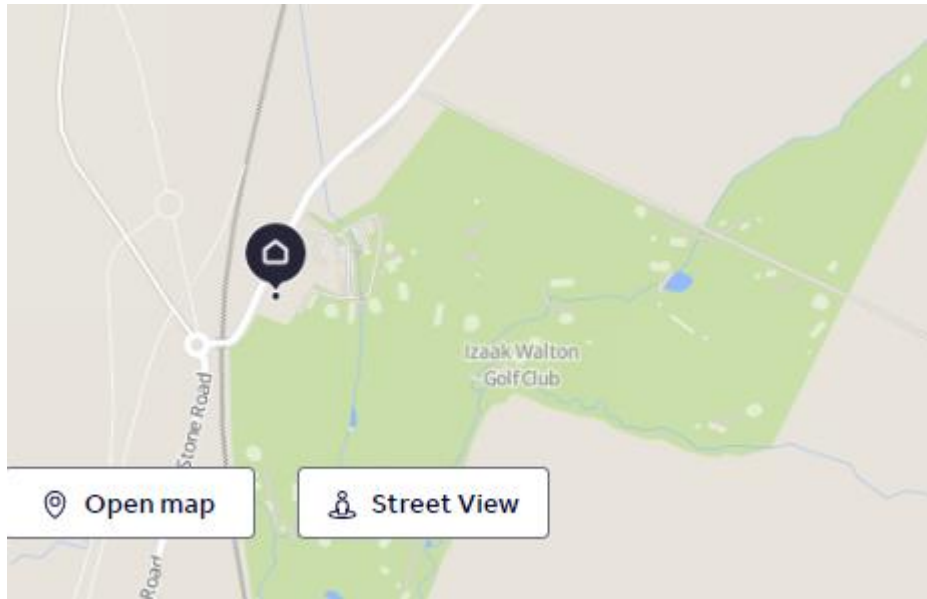 Izaak Walton
Golf Club
Stone Road
Open map
Street View
Road